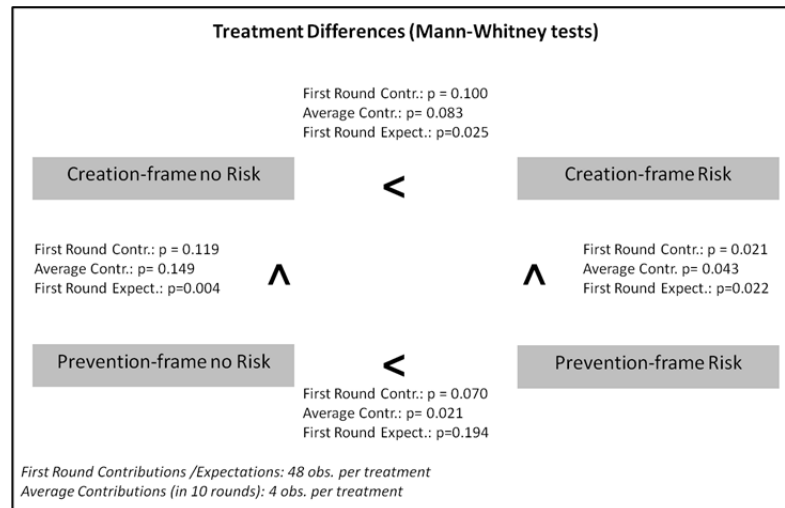 Treatment Differences (Mann-Whitney tests)
First Round Contr.: p = 0.100
Average Contr.: p= 0.083
First Round Expect.: p=0.025
Creation-frame no Risk
<
Creation-frame Risk
First Round Contr.: p = 0.119
Average Contr.: p= 0.149
First Round Expect.: p=0.004
^
^
First Round Contr.: p = 0.021
Average Contr. p= 0.043
First Round Expect.: p=0.022
Prevention-frame no Risk
<
Prevention-frame Risk
First Round Contr.: p = 0.070
Average Contr.: p= 0.021
First Round Expect.: p=0.194
First Round Contributions /Expectations: 48 obs. per treatment
Average Contributions (in 10 rounds): 4 obs. per treatment